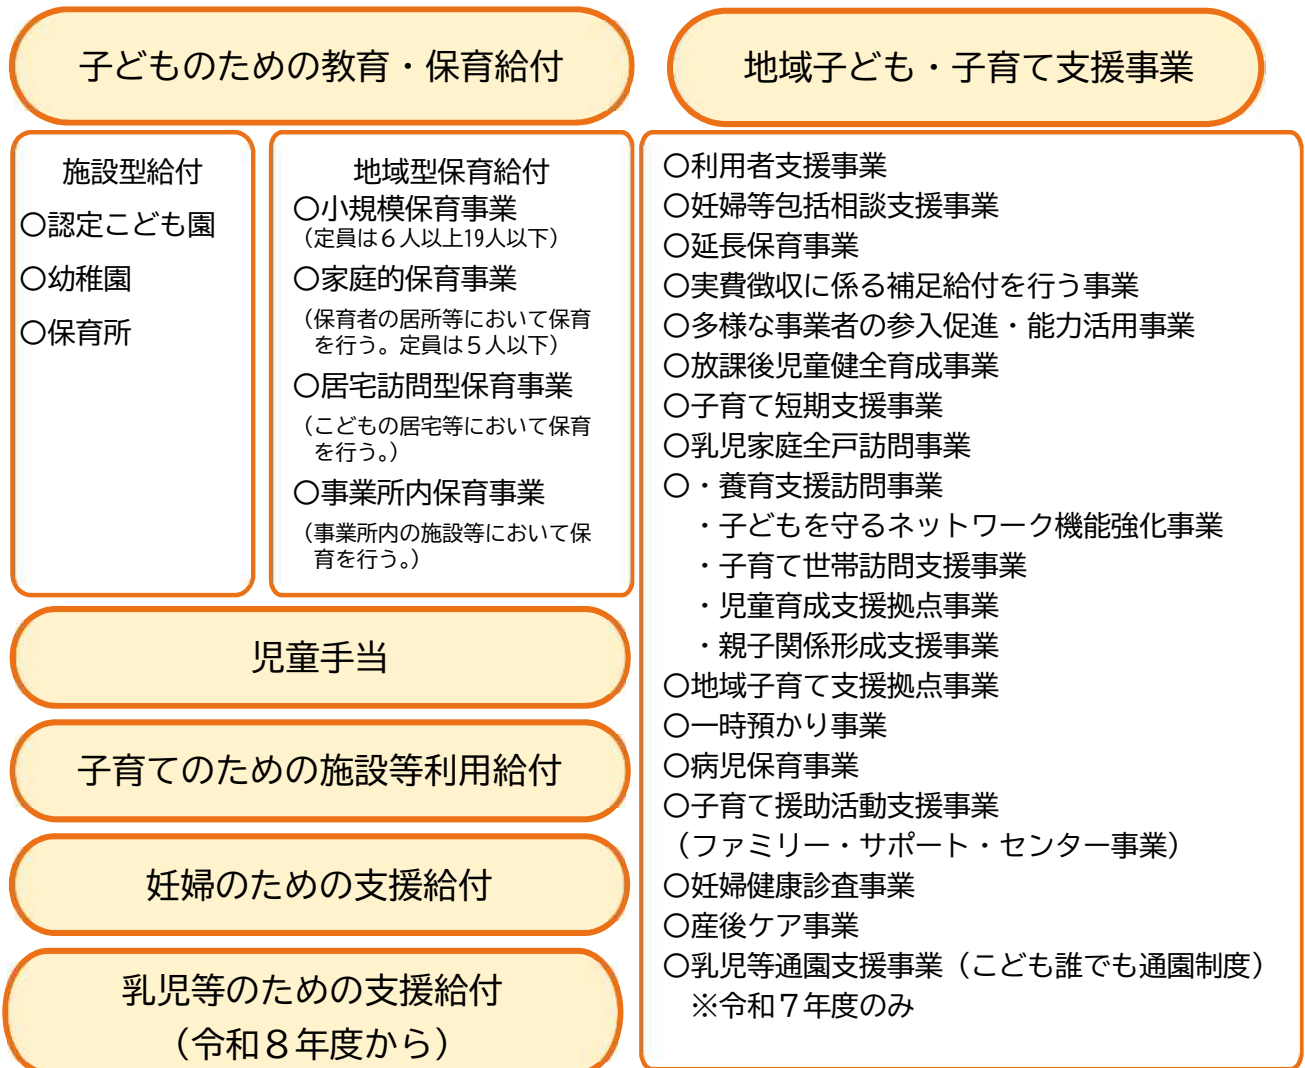 子どものための教育・保育給付
施設型給付
〇認定こども園
〇幼稚園
〇保育所
地域型保育給付
〇小規模保育事業
（定員は６人以上19人以下）
〇家庭的保育事業
（保育者の居所等において保育
を行う。定員は５人以下）
〇居宅訪問型保育事業
（こどもの居宅等において保育
を行う。）
〇事業所内保育事業
（事業所内の施設等において保
育を行う。）
児童手当
子育てのための施設等利用給付
妊婦のための支援給付
乳児等のための支援給付
（令和８年度から）
地域子ども・子育て支援事業
〇利用者支援事業
〇妊婦等包括相談支援事業
〇延長保育事業
〇実費徴収に係る補足給付を行う事業
〇多様な事業者の参入促進・能力活用事業
〇放課後児童健全育成事業
〇子育て短期支援事業
〇乳児家庭全戸訪問事業
〇・養育支援訪問事業
・子どもを守るネットワーク機能強化事業
・子育て世帯訪問支援事業
・児童育成支援拠点事業
・親子関係形成支援事業
〇地域子育て支援拠点事業
〇一時預かり事業
〇病児保育事業
〇子育て援助活動支援事業
（ファミリー・サポート・センター事業）
〇妊婦健康診査事業
〇産後ケア事業
〇乳児等通園支援事業（こども誰でも通園制度）
※令和７年度のみ